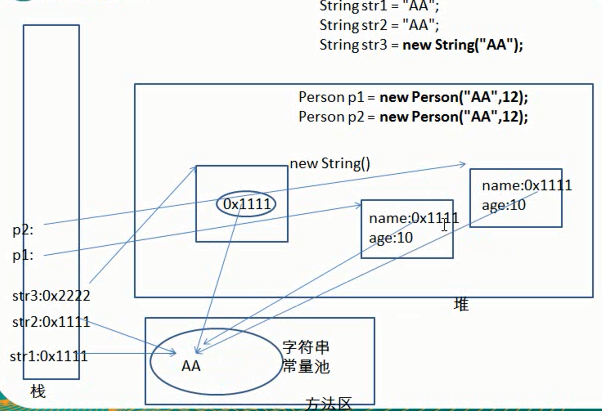 String str1 = "AA";
String str2 = "AA";
String str3 = new String("AA");
Person p1 = new Person("AA",12);
Person p2 = new Person("AA",12);
new String()
0x1111
name:0x1111
age:10
name:0x1111
age:10
p2:
p1:
str3:0x2222
str2:0x1111
str1:0x1111
堆
字符串
常量池
AA
栈
方法区